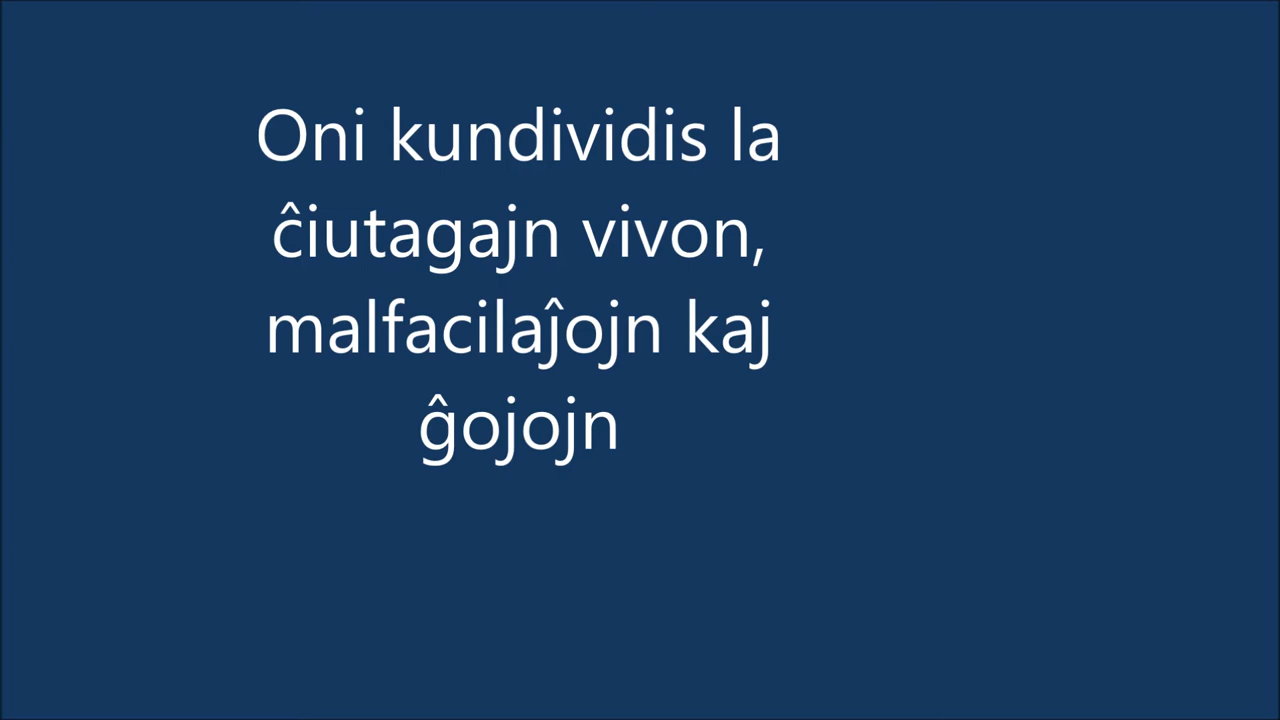 Oni kundividis la
ĉiutagajn vivon,
malfacilaĵojn kaj
ĝojojn